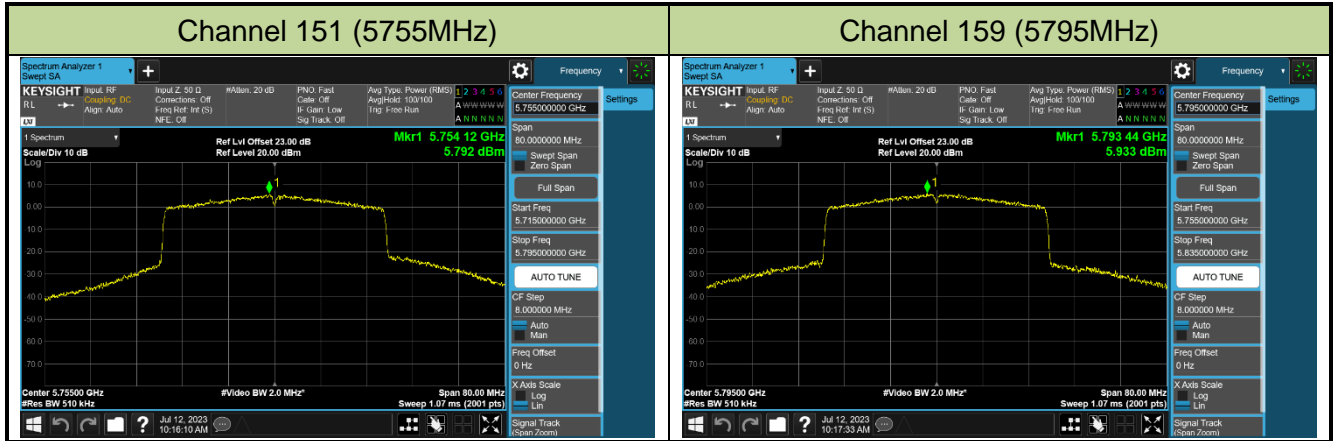 Channel 151 (5755MHz)
Spectrum Analyzer 1
Swept SA
+
Frequency
KEYSIGHT
RL
LXI
Input: RF
Coupling: DC
Align: Auto
Input Z: 50 Ω
Corrections: Off
Freq Ref: Int (S)
NFE: Off
#Atten: 20 dB
PNO: Fast
Gate: Off
IF Gain: Low
Sig Track: Off
Avg Type: Power (RMS)
Avg|Hold: 100/100
Trig: Free Run
1 2 3 4 5 6
A W W W W W
A N N N N N
Center Frequency
5.755000000 GHz
Settings
1 Spectrum
Scale/Div 10 dB
Log
Ref Lvl Offset 23.00 dB
Ref Level 20.00 dBm
Mkr1 5.754 12 GHz
5.792 dBm
Span
80.0000000 MHz
Swept Span
Zero Span
Full Span
Start Freq
5.715000000 GHz
Stop Freq
5.795000000 GHz
AUTO TUNE
CF Step
8.000000 MHz
Auto
Man
Freq Offset
0 Hz
X Axis Scale
Log
Lin
Signal Track
(Span Zoom)
1
10.0
0.00
-10.0
-20.0
-30.0
-40.0
-50.0
-60.0
-70.0
Center 5.75500 GHz
#Res BW 510 kHz
#Video BW 2.0 MHz*
Span 80.00 MHz
Sweep 1.07 ms (2001 pts)
?
Jul 12, 2023
10:16:10 AM
Channel 159 (5795MHz)
Spectrum Analyzer 1
Swept SA
+
Frequency
KEYSIGHT
RL
LXI
Input: RF
Coupling: DC
Align: Auto
Input Z: 50 Ω
Corrections: Off
Freq Ref: Int (S)
NFE: Off
#Atten: 20 dB
PNO: Fast
Gate: Off
IF Gain: Low
Sig Track: Off
Avg Type: Power (RMS)
Avg|Hold: 100/100
Trig: Free Run
1 2 3 4 5 6
A W W W W W
A N N N N N
Center Frequency
5.795000000 GHz
Settings
1 Spectrum
Scale/Div 10 dB
Log
Ref Lvl Offset 23.00 dB
Ref Level 20.00 dBm
Mkr1 5.793 44 GHz
5.933 dBm
Span
80.0000000 MHz
Swept Span
Zero Span
Full Span
Start Freq
5.755000000 GHz
Stop Freq
5.835000000 GHz
AUTO TUNE
CF Step
8.000000 MHz
Auto
Man
Freq Offset
0 Hz
X Axis Scale
Log
Lin
Signal Track
(Span Zoom)
1
10.0
0.00
-10.0
-20.0
-30.0
-40.0
-50.0
-60.0
-70.0
Center 5.79500 GHz
#Res BW 510 kHz
#Video BW 2.0 MHz*
Span 80.00 MHz
Sweep 1.07 ms (2001 pts)
?
Jul 12, 2023
10:17:33 AM